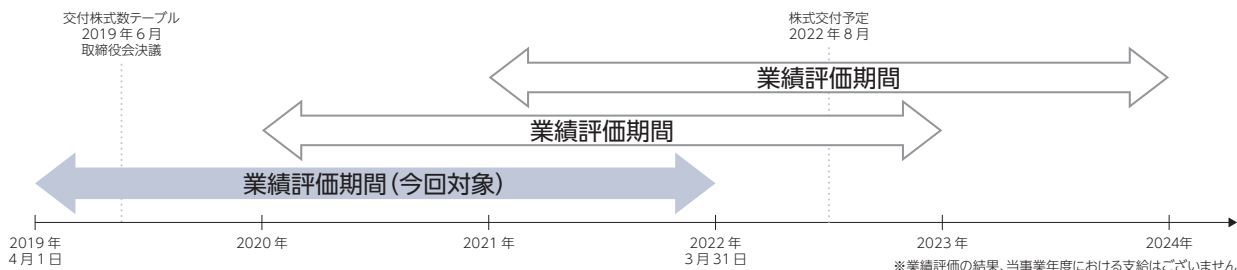 交付株式数テーブル
2019年6月
取締役会決議
株式交付予定
2022年8月
業績評価期間
業績評価期間
業績評価期間(今回対象)
2019年
4月1日
2020年
2021年
2022年
3月31日
2023年
2024年
※業績評価の結果、当事業年度における支給はございません